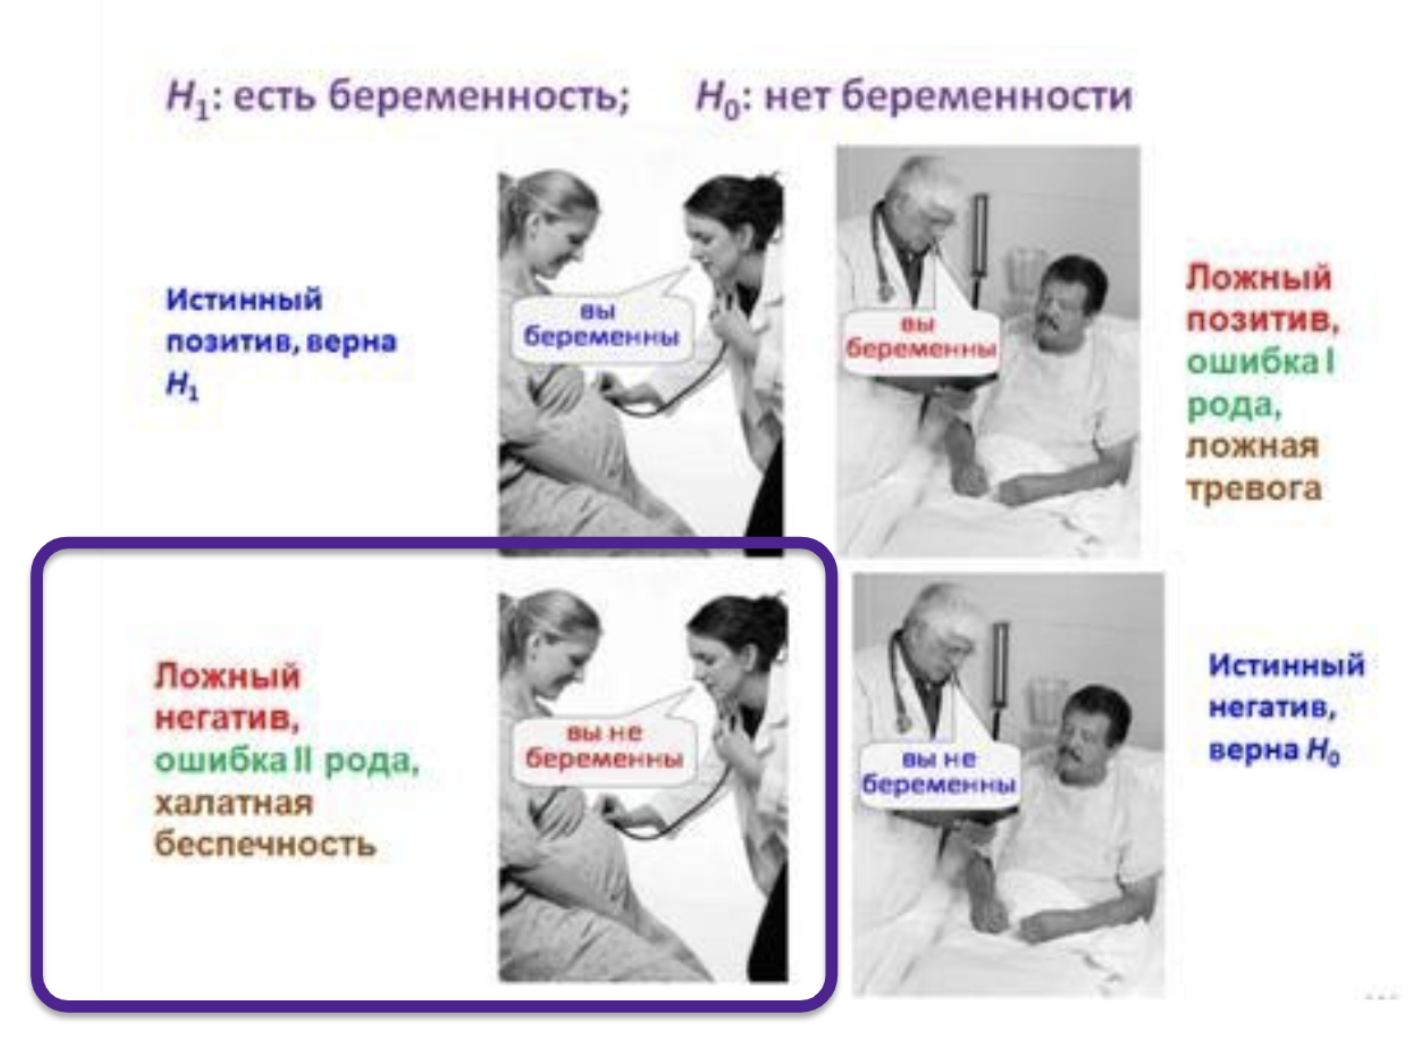 H₁: есть беременность; H₀: нет беременности
Истинный
позитив, верна
H₁
вы
беременны
вы
беременны
Ложный
позитив,
ошибка I
рода,
ложная
тревога
Ложный
негатив,
ошибка II рода,
халатная
беспечность
вы не
беременны
вы не
беременны
Истинный
негатив,
верна H₀